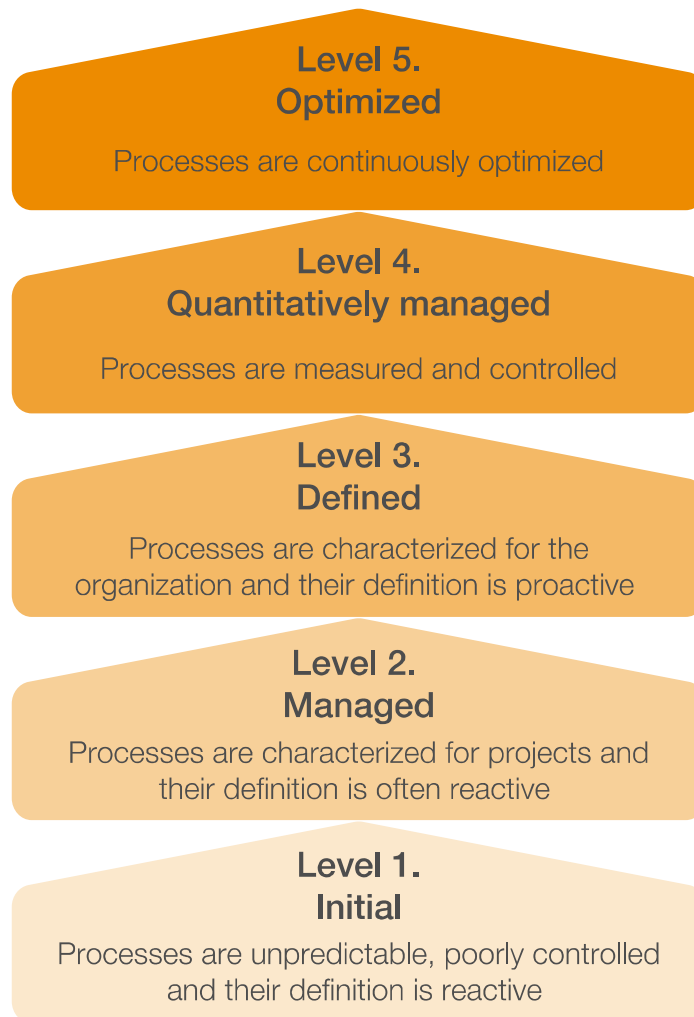 Level 5.
Optimized
Processes are continuously optimized
Level 4.
Quantitatively managed
Processes are measured and controlled
Level 3.
Defined
Processes are characterized for the
organization and their definition is proactive
Level 2.
Managed
Processes are characterized for projects and
their definition is often reactive
Level 1.
Initial
Processes are unpredictable, poorly controlled
and their definition is reactive